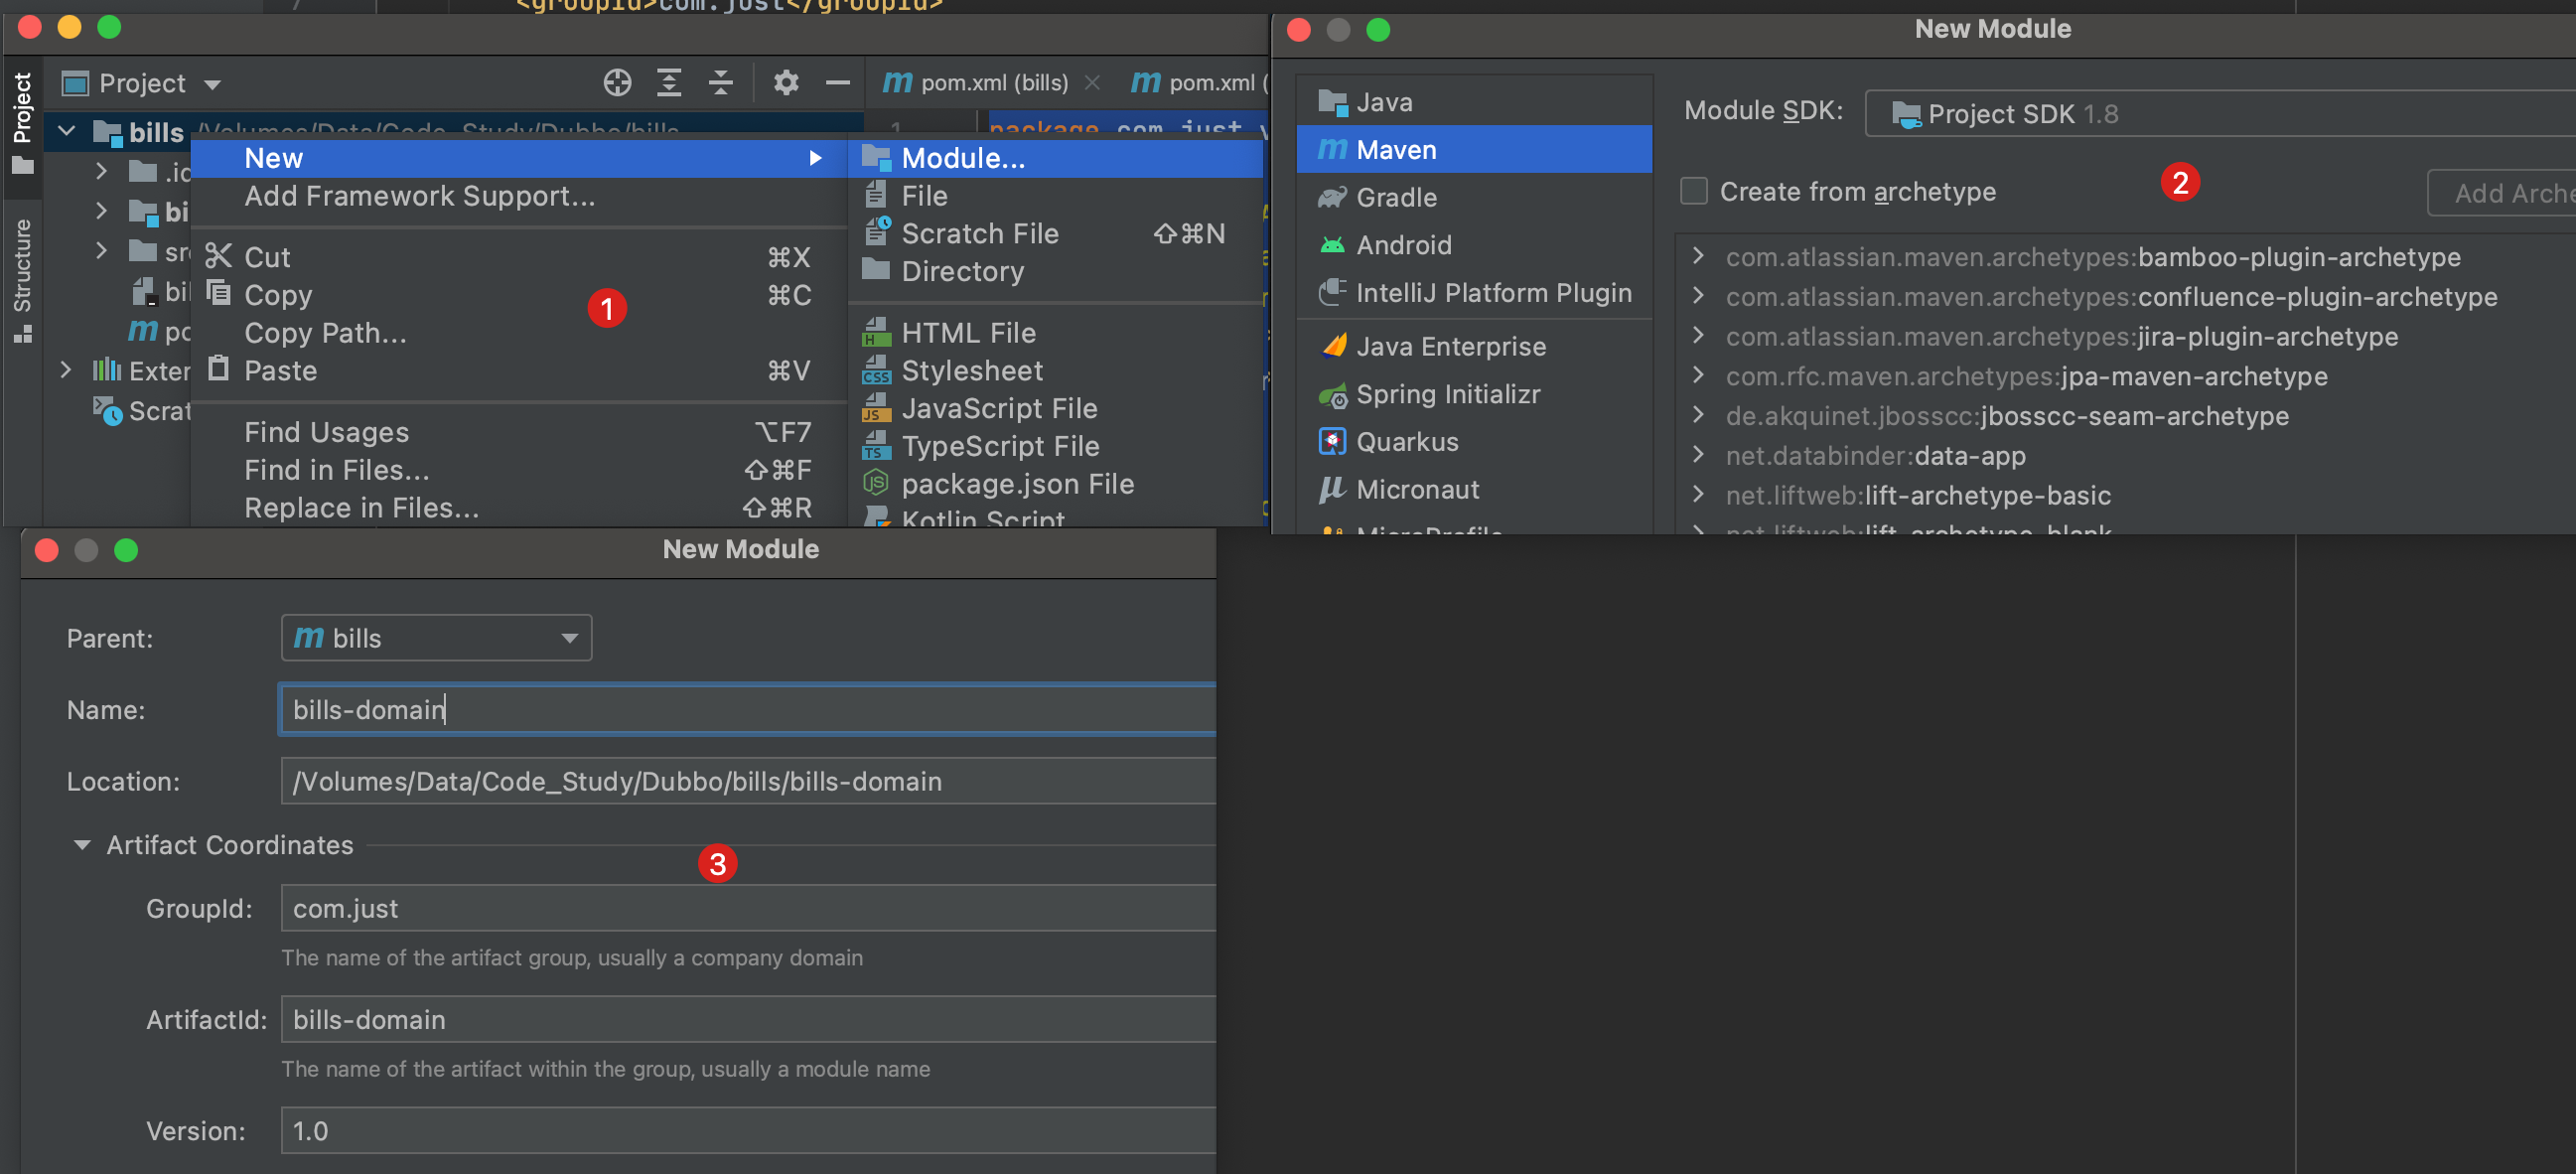 7 <groupId>com.just</groupId>
Project
Structure
Project
pom.xml (bills)
pom.xml (
bills /Volumes/Data/Code_Study/Dubbo/bills
1 package com.just
New
Module...
Add Framework Support...
File
Cut ⌘X
Scratch File ⇧⌘N
Copy ⌘C
Directory
Copy Path...
HTML File
Paste ⌘V
Stylesheet
JavaScript File
Find Usages ⌥F7
TypeScript File
Find in Files... ⇧⌘F
package.json File
Replace in Files... ⇧⌘R
Kotlin Script
.id
bi
src
bil
po
Exter
Scrat
1
New Module
Java
Maven
Gradle
Android
IntelliJ Platform Plugin
Java Enterprise
Spring Initializr
Quarkus
Micronaut
MicroProfile
Module SDK: Project SDK 1.8
2
Create from archetype
Add Arche
com.atlassian.maven.archetypes:bamboo-plugin-archetype
com.atlassian.maven.archetypes:confluence-plugin-archetype
com.atlassian.maven.archetypes:jira-plugin-archetype
com.rfc.maven.archetypes:jpa-maven-archetype
de.akquinet.jbosscc:jbosscc-seam-archetype
net.databinder:data-app
net.liftweb:lift-archetype-basic
net.liftweb:lift-archetype-blank
New Module
Parent: bills
Name: bills-domain
Location: /Volumes/Data/Code_Study/Dubbo/bills/bills-domain
Artifact Coordinates
3
GroupId: com.just
The name of the artifact group, usually a company domain
ArtifactId: bills-domain
The name of the artifact within the group, usually a module name
Version: 1.0